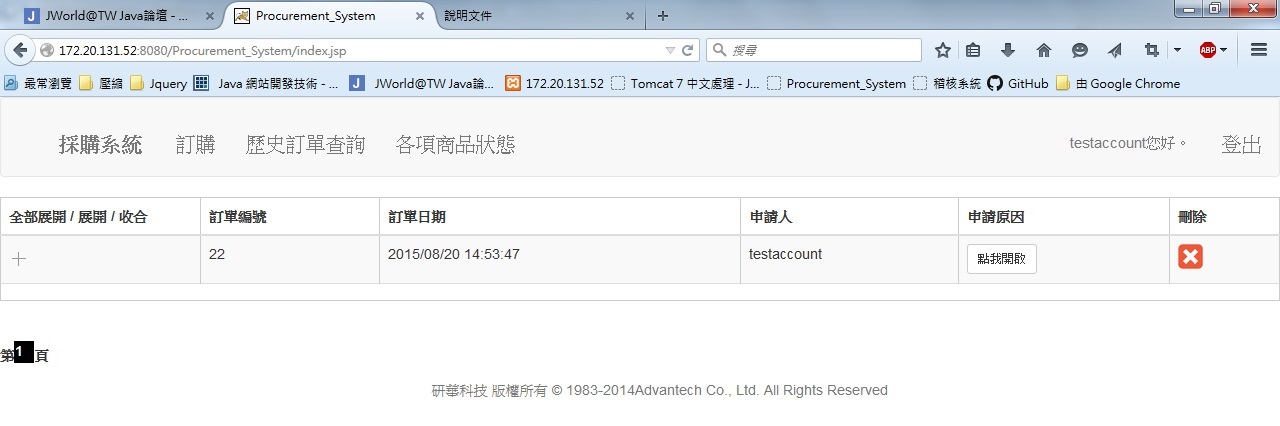 JWorld@TW Java論壇 - ...
Procurement_System
說明文件
172.20.131.52:8080/Procurement_System/index.jsp
搜尋
ABP
最常瀏覽 壓縮 Jquery Java 網站開發技術 - ... JWorld@TW Java論... 172.20.131.52 Tomcat 7 中文處理 - J... Procurement_System 稽核系統 GitHub 由 Google Chrome
採購系統 訂購 歷史訂單查詢 各項商品狀態 testaccount您好。 登出
全部展開 / 展開 / 收合 訂單編號 訂單日期 申請人 申請原因 刪除
22 2015/08/20 14:53:47 testaccount 點我開啟
第1頁
研華科技 版權所有 © 1983-2014Advantech Co., Ltd. All Rights Reserved